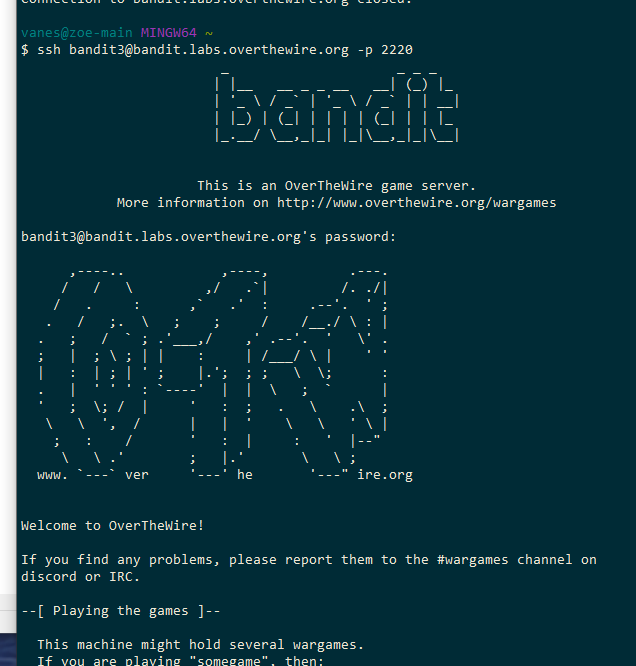 connection to bandit.labs.overthewire.org closed.
vanes@zoe-main MINGW64 ~
$ ssh bandit3@bandit.labs.overthewire.org -p 2220
bandit
This is an OverTheWire game server.
More information on http://www.overthewire.org/wargames
bandit3@bandit.labs.overthewire.org's password:
www. ver he ire.org
Welcome to OverTheWire!
If you find any problems, please report them to the #wargames channel on
discord or IRC.
--[ Playing the games ]--
This machine might hold several wargames.
If you are playing "somegame", then: